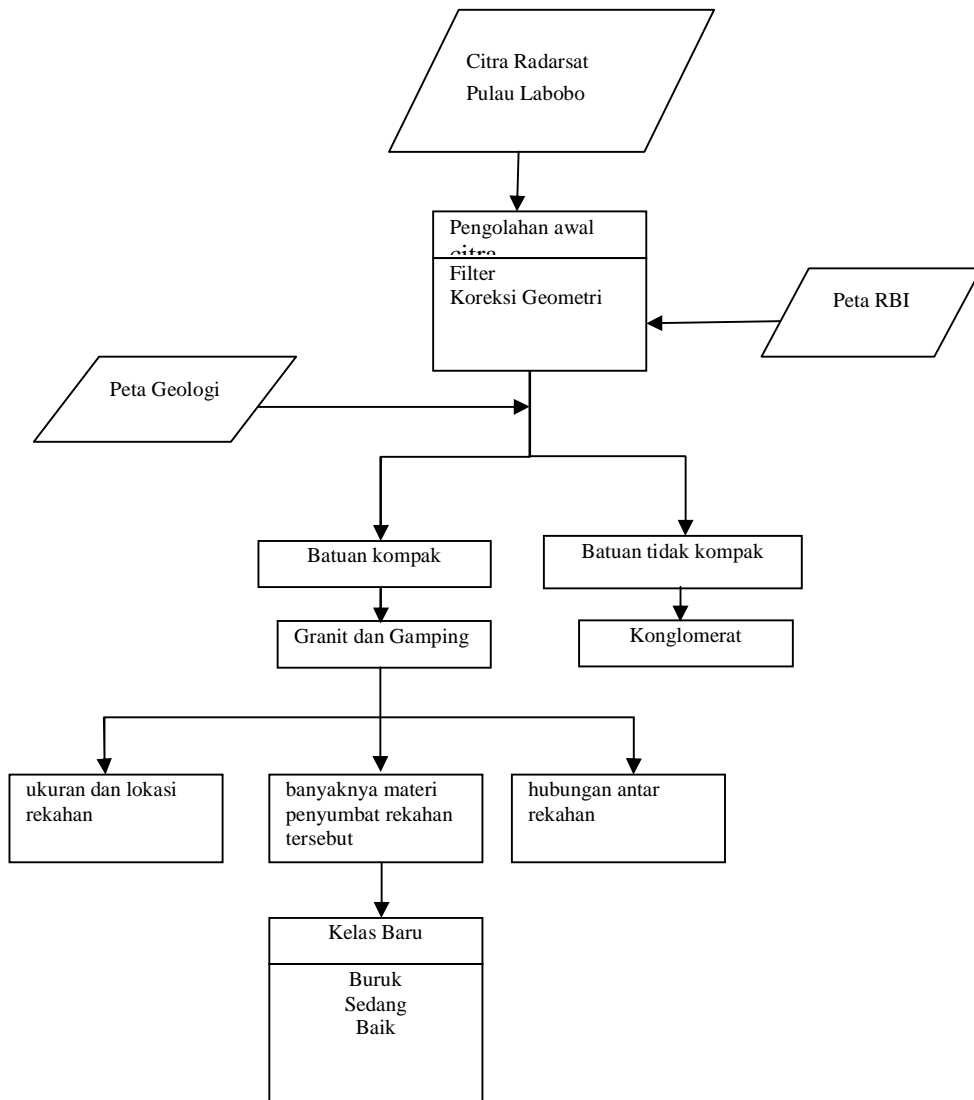 Citra Radarsat
Pulau Labobo
Pengolahan awal
citra
Filter
Koreksi Geometri
Peta RBI
Peta Geologi
Batuan kompak
Batuan tidak kompak
Granit dan Gamping
Konglomerat
ukuran dan lokasi
rekahan
banyaknya materi
penyumbat rekahan
tersebut
hubungan antar
rekahan
Kelas Baru
Buruk
Sedang
Baik